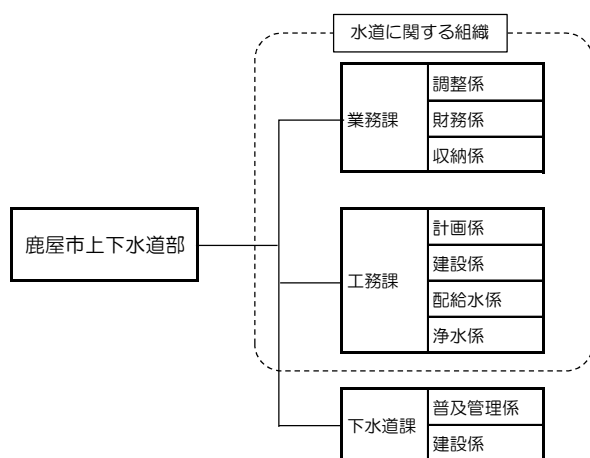 水道に関する組織
鹿屋市上下水道部
業務課
調整係
財務係
収納係
工務課
計画係
建設係
配給水係
浄水係
下水道課
普及管理係
建設係